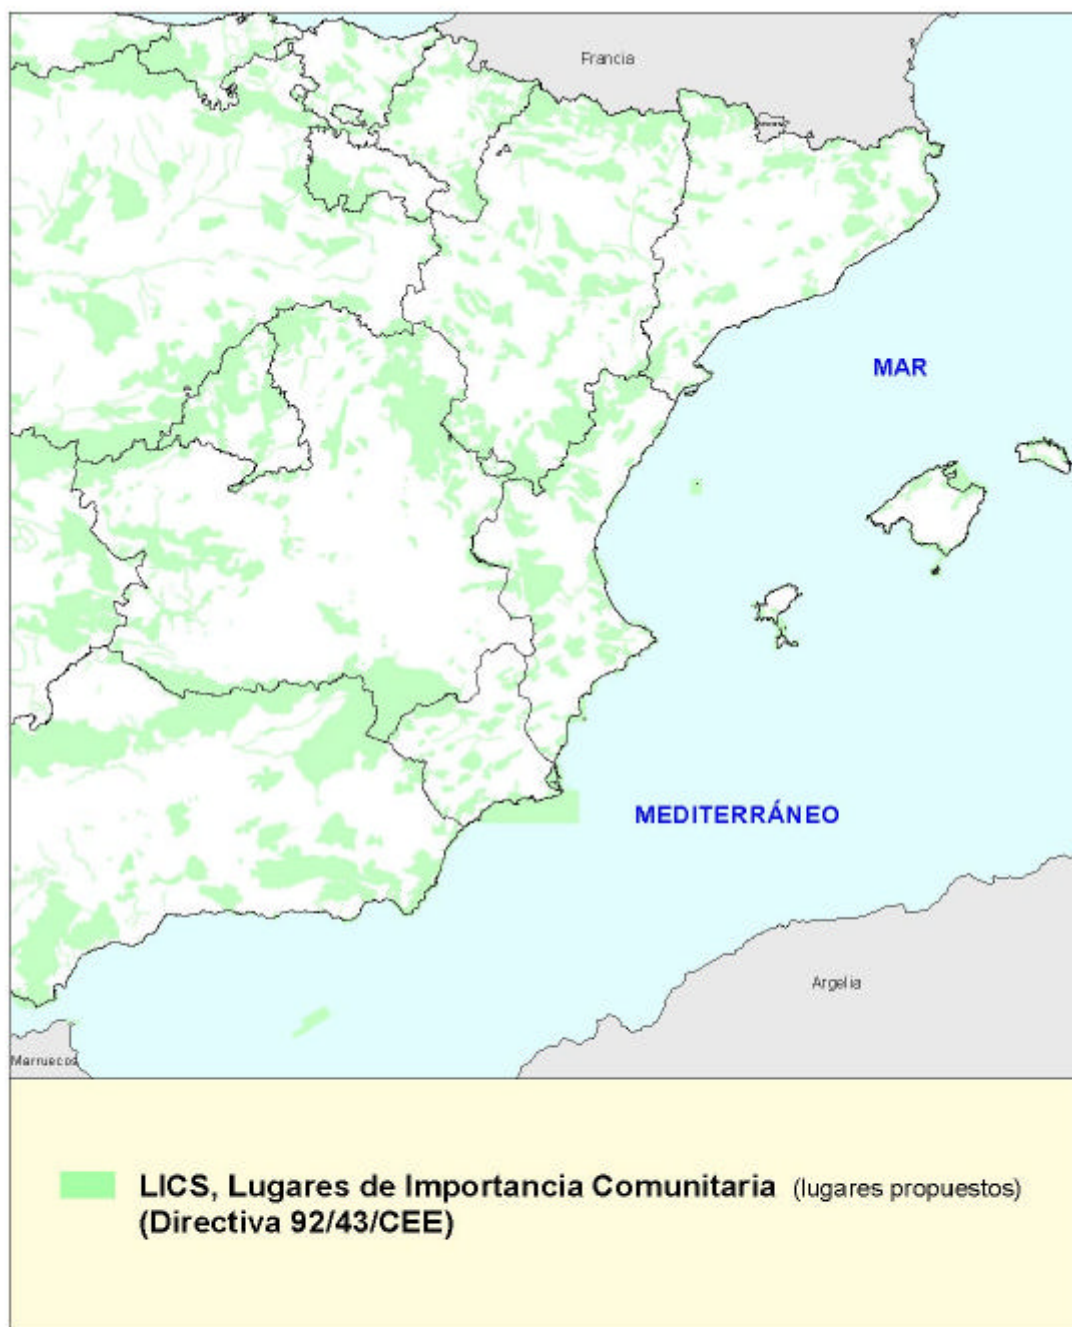 Francia
MAR
MEDITERRÁNEO
Argelia
Marruecos
LICS, Lugares de Importancia Comunitaria (lugares propuestos)
(Directiva 92/43/CEE)